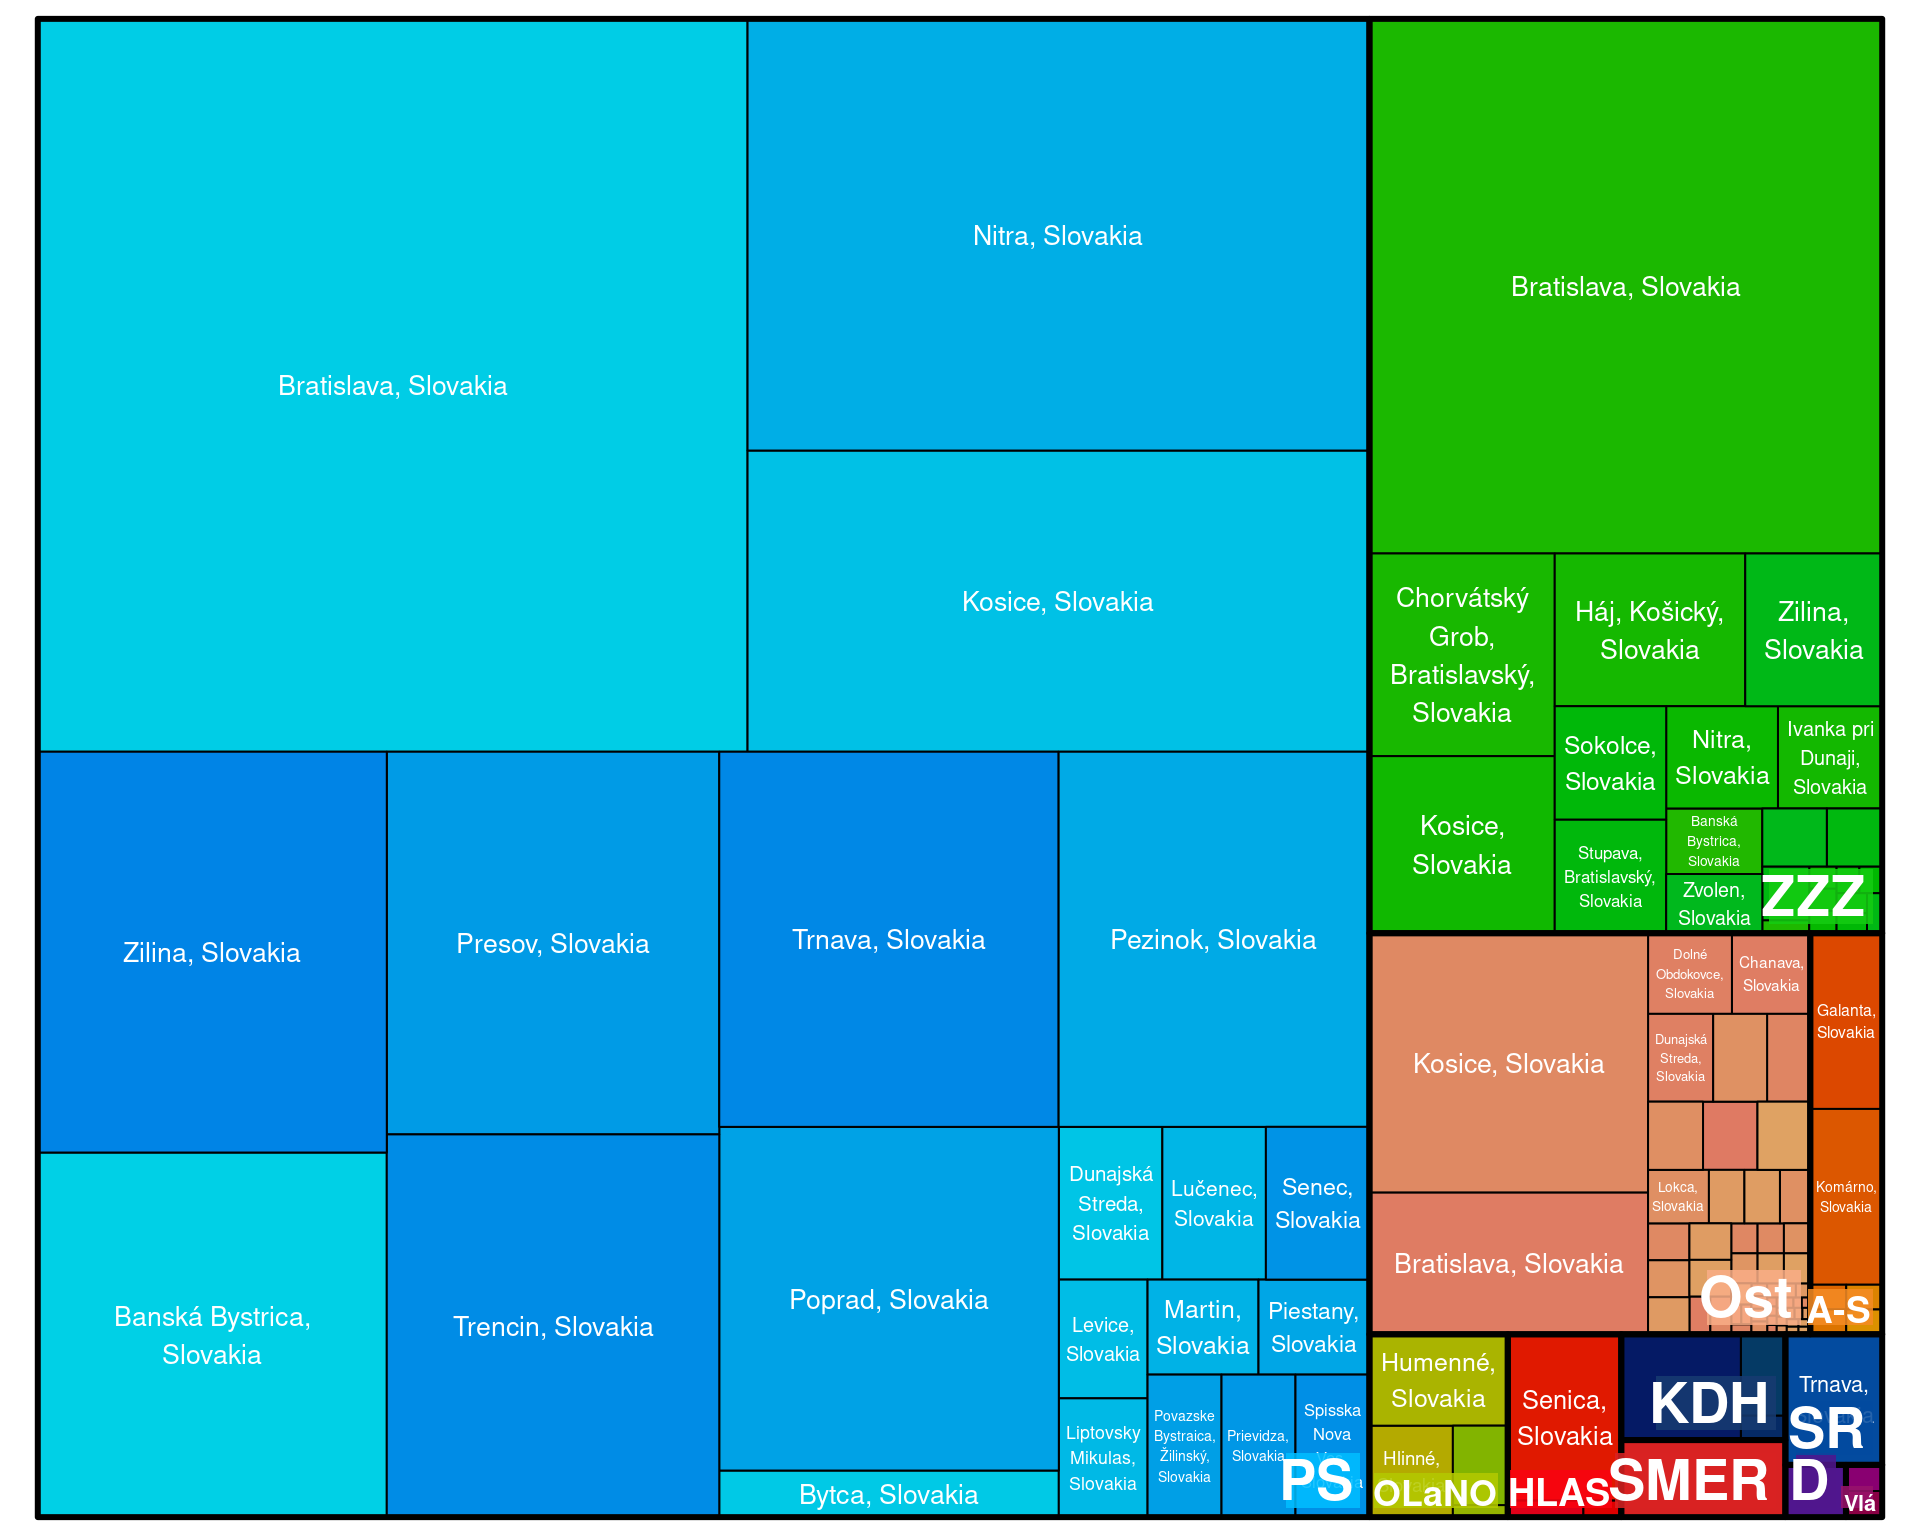 Bratislava, Slovakia
Nitra, Slovakia
Kosice, Slovakia
Zilina, Slovakia
Presov, Slovakia
Trnava, Slovakia
Pezinok, Slovakia
Banská Bystrica,
Slovakia
Trencin, Slovakia
Poprad, Slovakia
Bytca, Slovakia
Dunajská
Streda,
Slovakia
Lučenec,
Slovakia
Senec,
Slovakia
Levice,
Slovakia
Martin,
Slovakia
Piestany,
Slovakia
Liptovsky
Mikulas,
Slovakia
Povazske
Bystraica,
Žilinský,
Slovakia
Prievidza,
Slovakia
Spisska
Nova
PS
Bratislava, Slovakia
Chorvátský
Grob,
Bratislavský,
Slovakia
Háj, Košický,
Slovakia
Zilina,
Slovakia
Kosice,
Slovakia
Sokolce,
Slovakia
Nitra,
Slovakia
Ivanka pri
Dunaji,
Slovakia
Stupava,
Bratislavský,
Slovakia
Banská
Bystrica,
Slovakia
Zvolen,
Slovakia
ZZZ
Kosice, Slovakia
Bratislava, Slovakia
Dolné
Obdokovce,
Slovakia
Chanava,
Slovakia
Dunajská
Streda,
Slovakia
Lokca,
Slovakia
Ost
Galanta,
Slovakia
Komárno,
Slovakia
A-S
Humenné,
Slovakia
Hlinné,
OLaNO
Senica,
Slovakia
HLAS
KDH
SMER
Trnava,
SR
D
Vlá